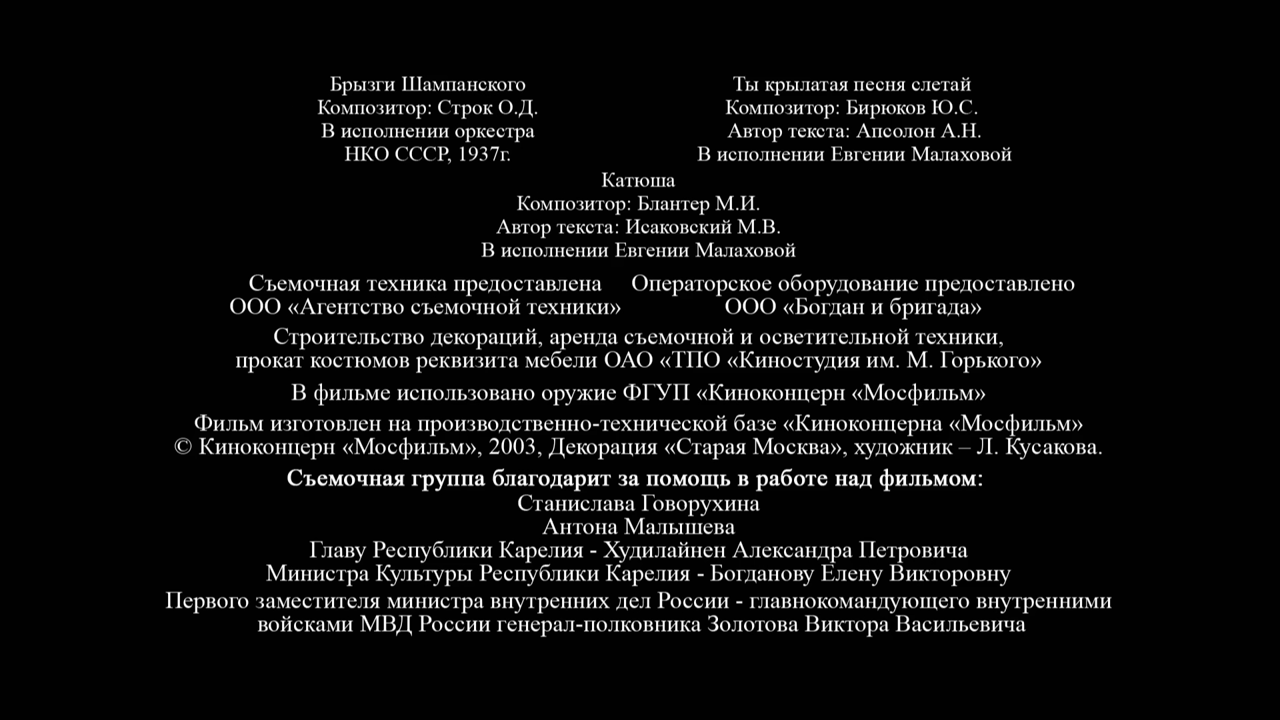 Брызги Шампанского
Композитор: Строк О.Д.
В исполнении оркестра
НКО СССР, 1937г.
Ты крылатая песня слетай
Композитор: Бирюков Ю.С.
Автор текста: Апсолон А.Н.
В исполнении Евгении Малаховой
Катюша
Композитор: Блантер М.И.
Автор текста: Исаковский М.В.
В исполнении Евгении Малаховой
Съемочная техника предоставлена
ООО «Агентство съемочной техники»
Операторское оборудование предоставлено
ООО «Богдан и бригада»
Строительство декораций, аренда съемочной и осветительной техники,
прокат костюмов реквизита мебели ОАО «ТПО «Киностудия им. М. Горького»
В фильме использовано оружие ФГУП «Киноконцерн «Мосфильм»
Фильм изготовлен на производственно-технической базе «Киноконцерна «Мосфильм»
© Киноконцерн «Мосфильм», 2003, Декорация «Старая Москва», художник – Л. Кусакова.
Съемочная группа благодарит за помощь в работе над фильмом:
Станислава Говорухина
Антона Малышева
Главу Республики Карелия - Худилайнен Александра Петровича
Министра Культуры Республики Карелия - Богданову Елену Викторовну
Первого заместителя министра внутренних дел России - главнокомандующего внутренними
войсками МВД России генерал-полковника Золотова Виктора Васильевича